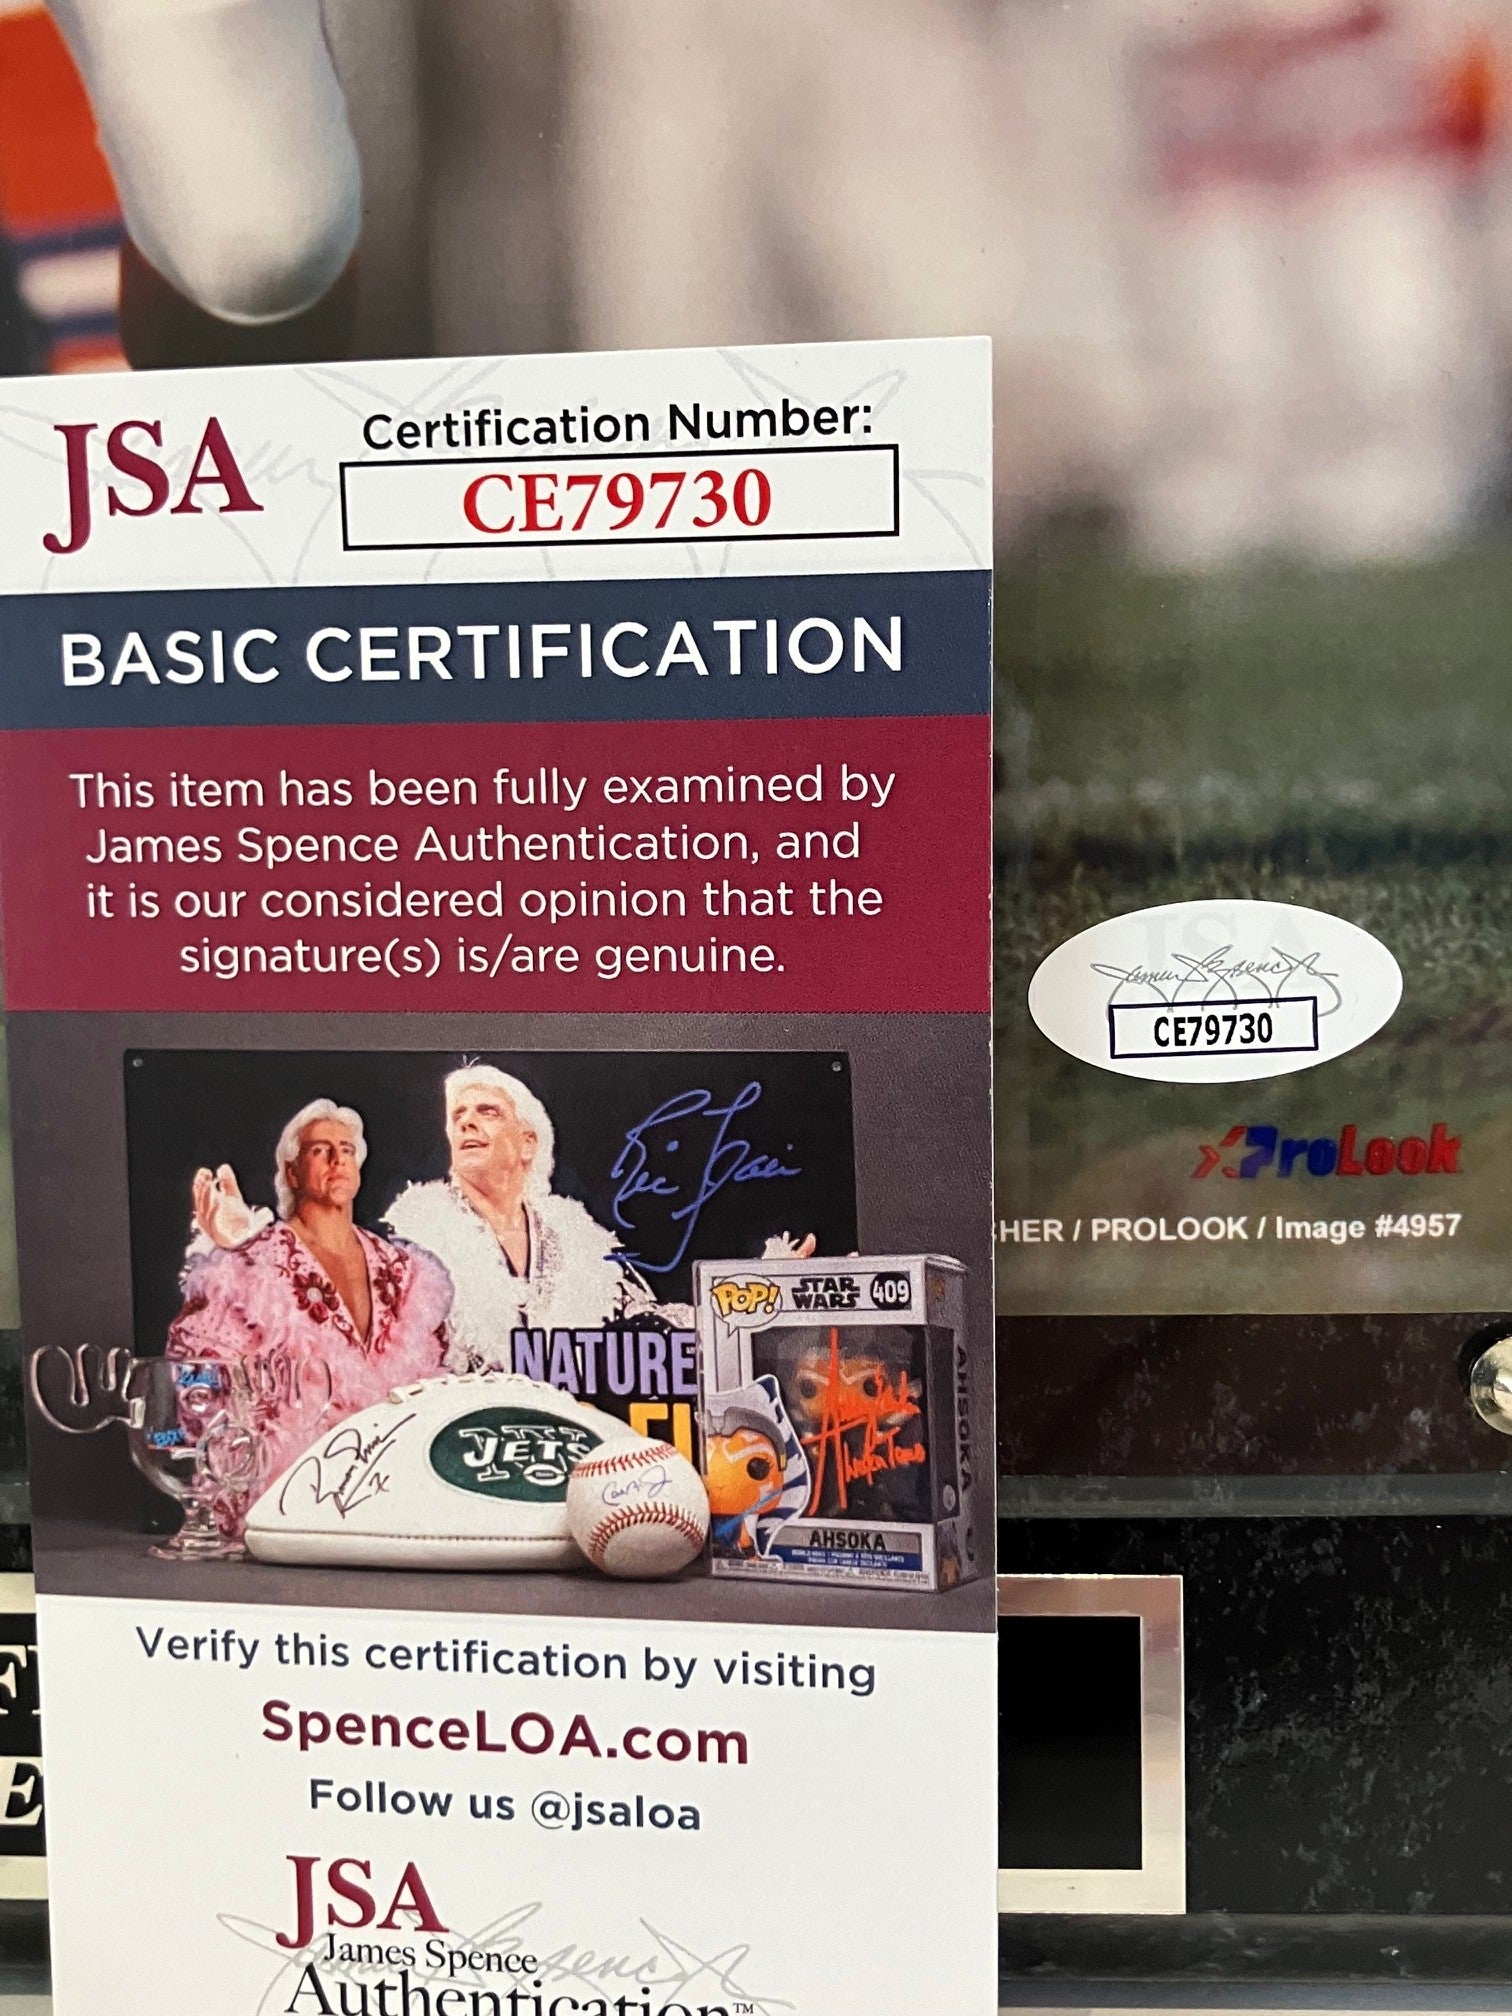 JSA
Certification Number:
CE79730
BASIC CERTIFICATION
This item has been fully examined by
James Spence Authentication, and
it is our considered opinion that the
signature(s) is/are genuine.
CE79730
ProLook
HER / PROLOOK / Image #4957
POP!
STAR
WARS
409
NATURE
JETS
AHSOKA
AHSOKA
Verify this certification by visiting
SpenceLOA.com
Follow us @jsaloa
JSA
James Spence
Authentication™